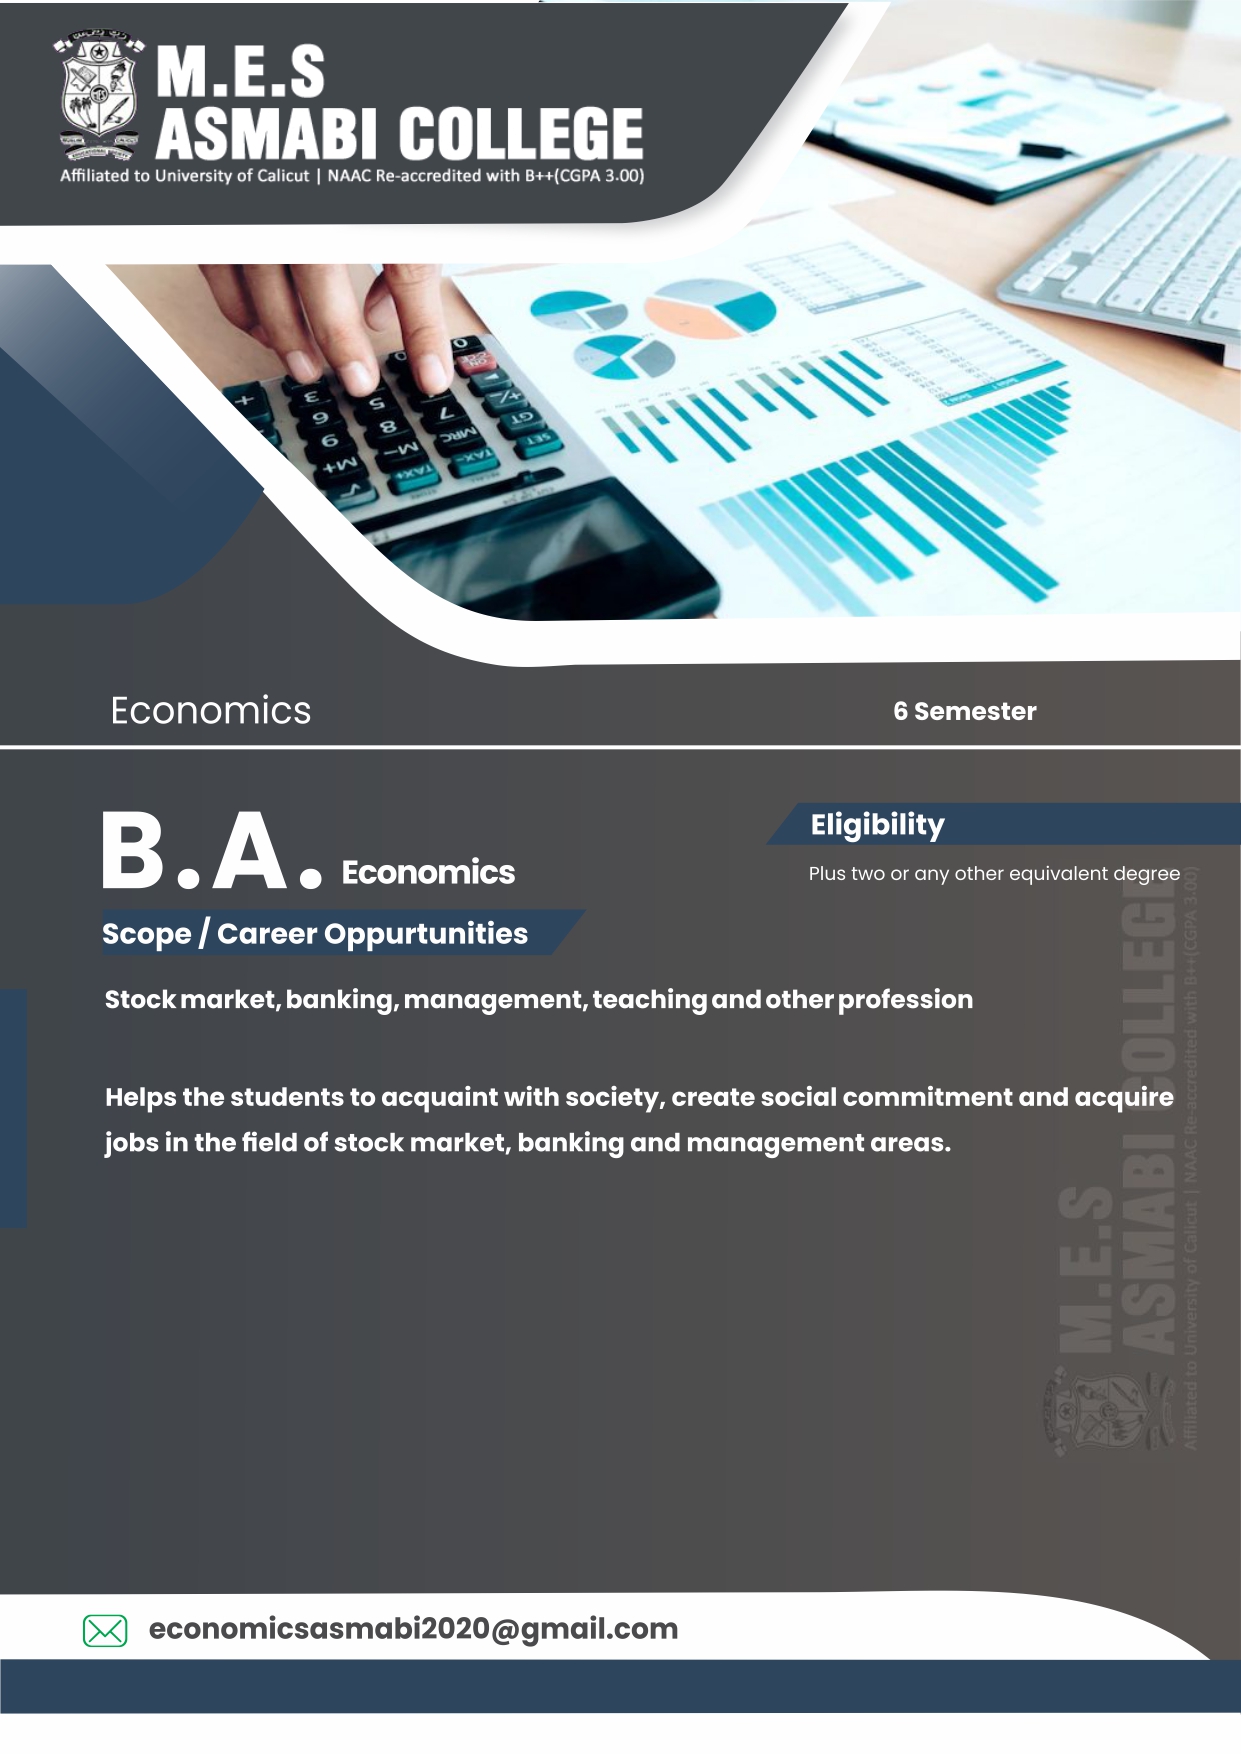 M.E.S
ASMABI COLLEGE
Affiliated to University of Calicut | NAAC Re-accredited with B++(CGPA 3.00)
Economics
6 Semester
B.A. Economics
Eligibility
Plus two or any other equivalent degree
Scope / Career Oppurtunities
Stock market, banking, management, teaching and other profession
Helps the students to acquaint with society, create social commitment and acquire
jobs in the field of stock market, banking and management areas.
M.E.S
ASMABI COLLEGE
Affiliated to University of Calicut | NAAC Re-accredited with B++(CGPA 3.00)
economicsasmabi2020@gmail.com